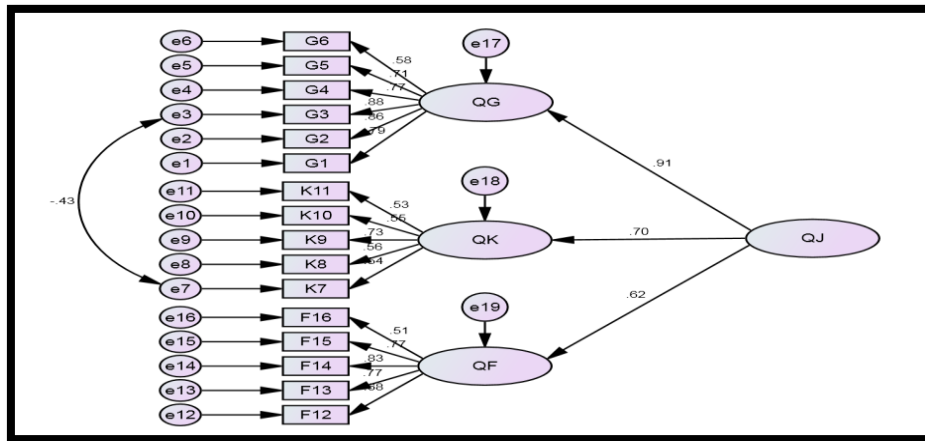 e6 G6 e17
.58
e5 G5 .71
e4 G4 .77 QG
e3 G3 .88
e2 G2 .86
e1 G1 .79
.91
e11 K11 e18
-.43
.53
e10 K10 .55
e9 K9 .73 QK .70 QJ
e8 K8 .56
e7 K7
.62
e19
e16 F16
.51
e15 F15 .77
e14 F14 .83 QF
e13 F13 .77
e12 F12